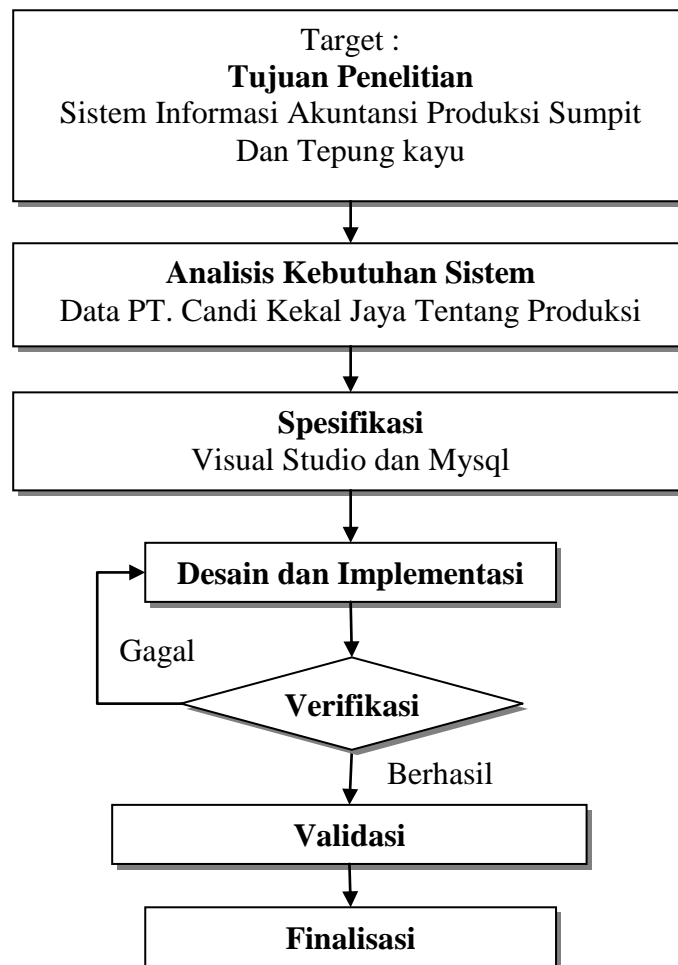 Target :
Tujuan Penelitian
Sistem Informasi Akuntansi Produksi Sumpit
Dan Tepung kayu
Analisis Kebutuhan Sistem
Data PT. Candi Kekal Jaya Tentang Produksi
Spesifikasi
Visual Studio dan Mysql
Desain dan Implementasi
Gagal
Verifikasi
Berhasil
Validasi
Finalisasi